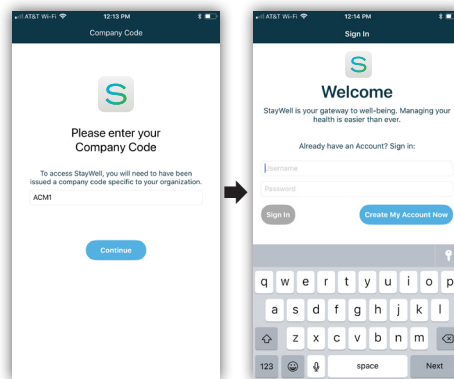 AT&T Wi-Fi 12:13 PM
Company Code
S
Please enter your
Company Code
To access StayWell, you will need to have been
issued a company code specific to your organization.
ACM1
Continue
AT&T Wi-Fi 12:14 PM
Sign In
S
Welcome
StayWell is your gateway to well-being. Managing your
health is easier than ever.
Already have an Account? Sign in:
Username
Password
Sign In Create My Account Now
q w e r t y u i o p
a s d f g h j k l
z x c v b n m
123 space Next